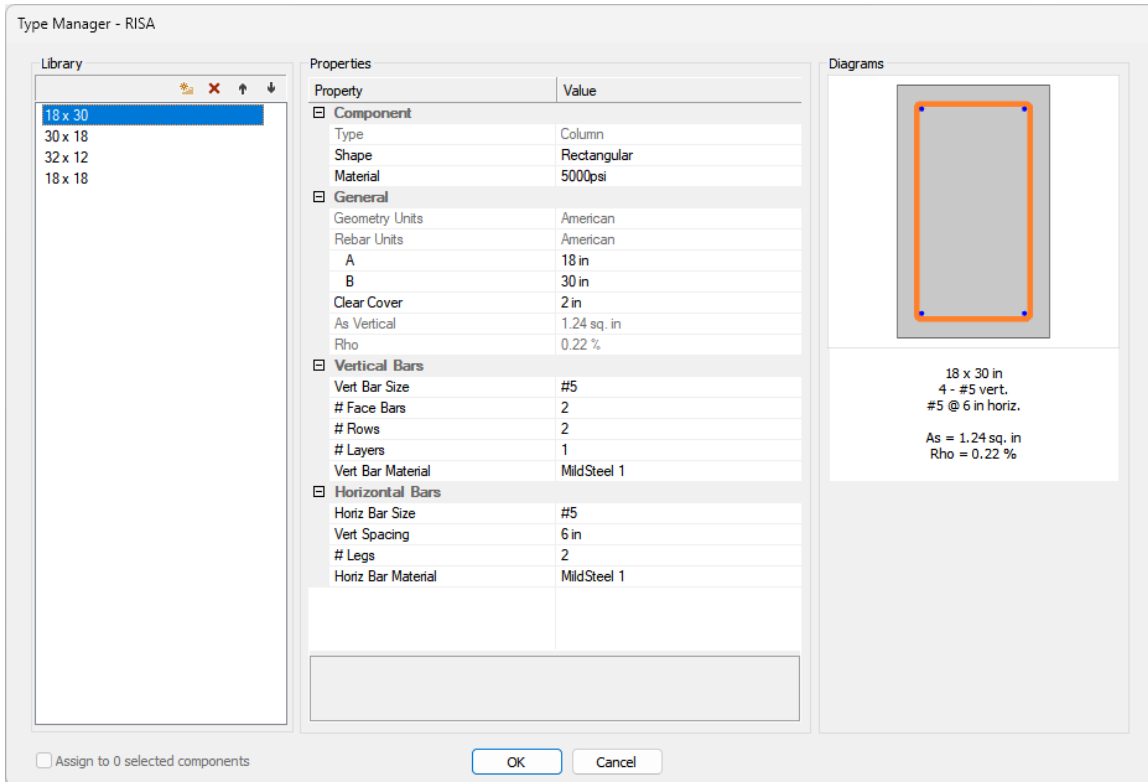 Type Manager - RISA
Library
18 x 30
30 x 18
32 x 12
18 x 18
Properties
Property Value
Component
Type Column
Shape Rectangular
Material 5000psi
General
Geometry Units American
Rebar Units American
A 18 in
B 30 in
Clear Cover 2 in
As Vertical 1.24 sq. in
Rho 0.22 %
Vertical Bars
Vert Bar Size #5
# Face Bars 2
# Rows 2
# Layers 1
Vert Bar Material MildSteel 1
Horizontal Bars
Horiz Bar Size #5
Vert Spacing 6 in
# Legs 2
Horiz Bar Material MildSteel 1
Diagrams
18 x 30 in
4 - #5 vert.
#5 @ 6 in horiz.
As = 1.24 sq. in
Rho = 0.22 %
Assign to 0 selected components
OK Cancel